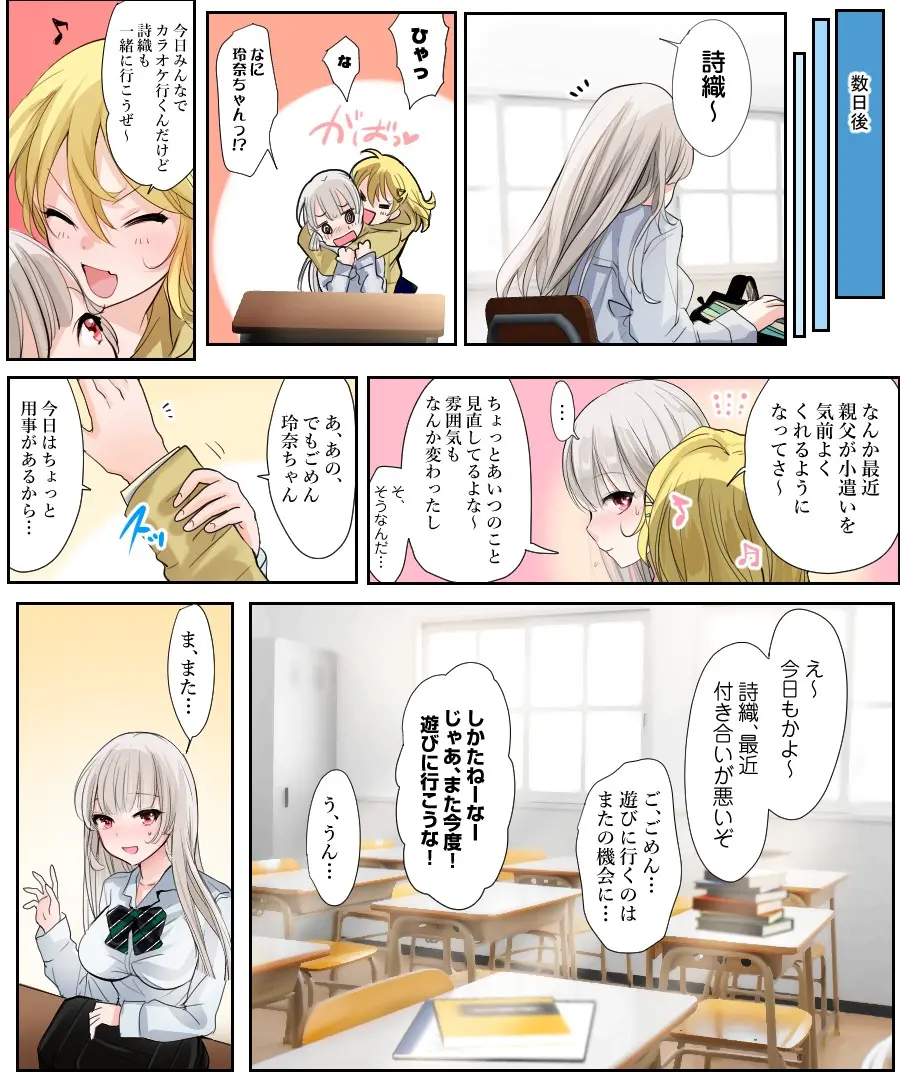 数日後
詩織～
ひゃっ
な
なに
玲奈ちゃんっ!?
がばっ♡
♪
今日みんなで
カラオケ行くんだけど
詩織も
一緒に行こうぜ～
なんか最近
親父が小遣いを
気前よく
くれるように
なってさ～
…
ちょっとあいつのこと
見直してるよな～
雰囲気も
なんか変わったし
そ、
そうなんだ…
あ、あの、
でもごめん
玲奈ちゃん
スッ
今日はちょっと
用事があるから…
え～
今日もかよ～
詩織、最近
付き合いが悪いぞ
ご、ごめん…
遊びに行くのは
またの機会に…
しかたねーなー
じゃあ、また今度！
遊びに行こうな！
う、うん…
ま、また…